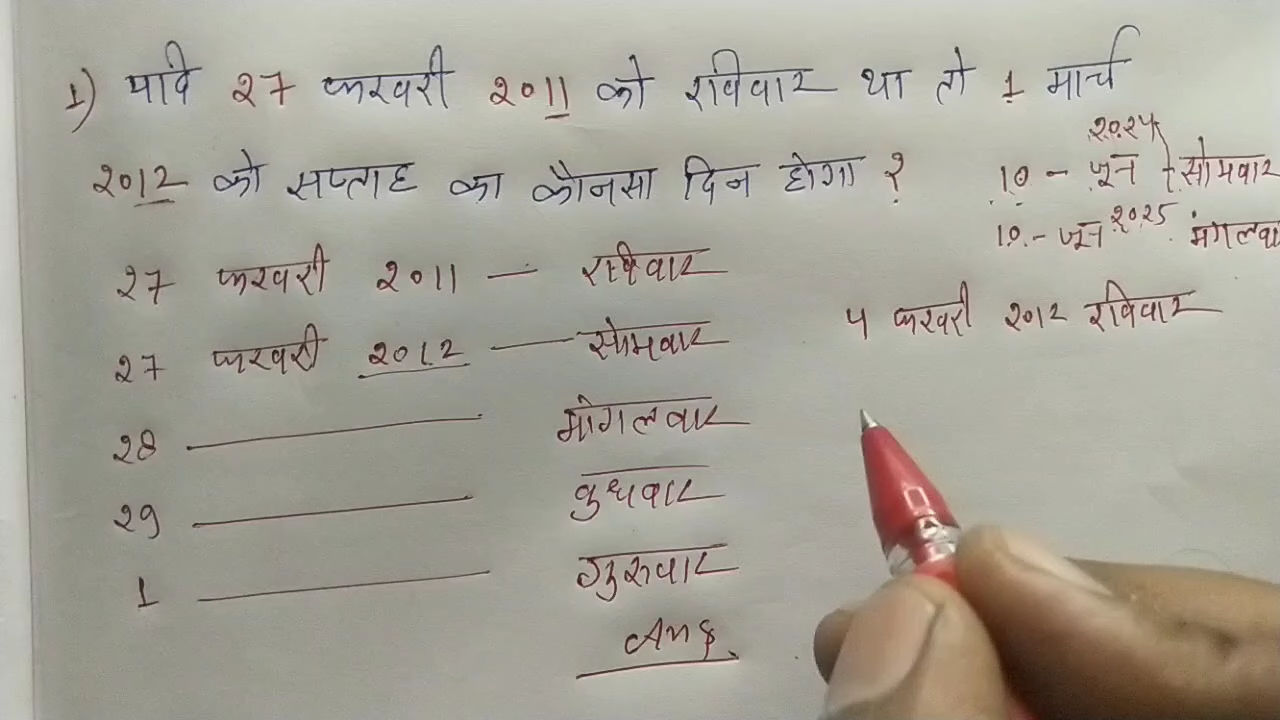 1) यदि 27 फरवरी 2011 को रविवार था तो 1 मार्च
2012 को सप्ताह का कौनसा दिन होगा ?
2024
10 - जून सोमवार
10 - जून 2025 मंगलवा
27 फरवरी 2011 — रविवार
27 फरवरी 2012 — सोमवार
28 — मंगलवार
29 — बुधवार
1 — गुरुवार
Ans
फरवरी 2012 रविवार